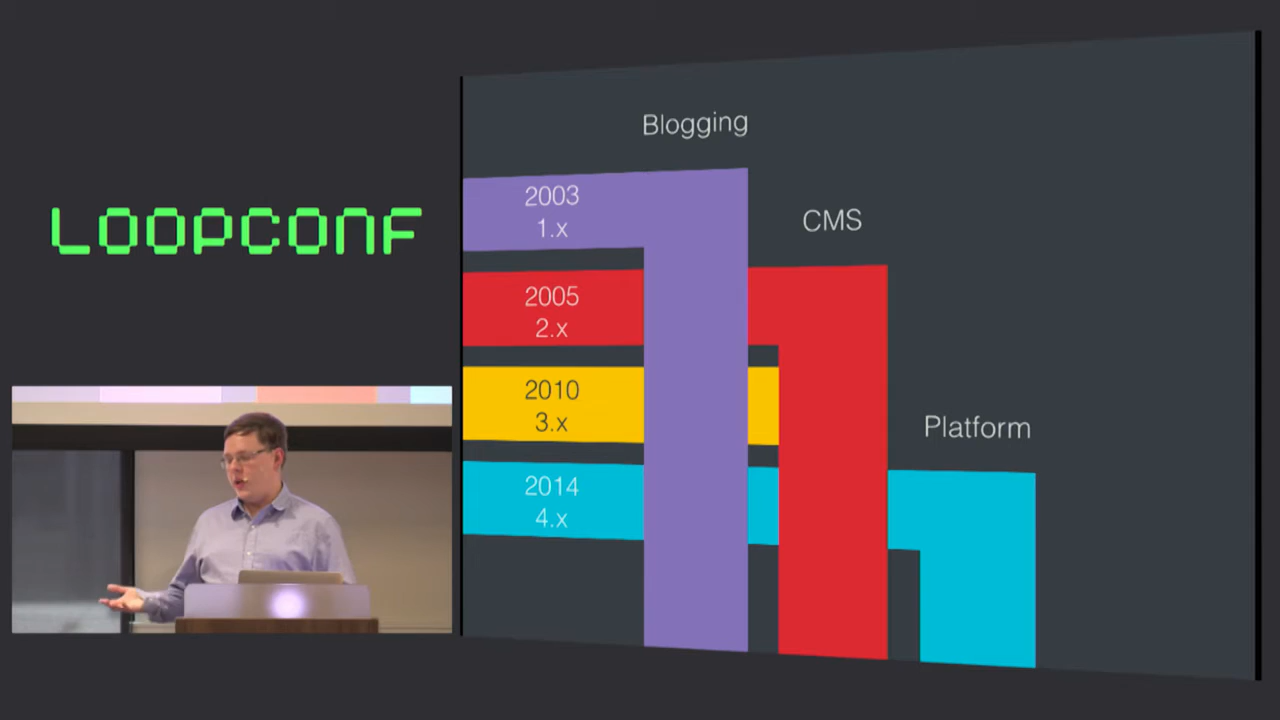 LOOPCONF
Blogging
2003
1.x
CMS
2005
2.x
2010
3.x
Platform
2014
4.x